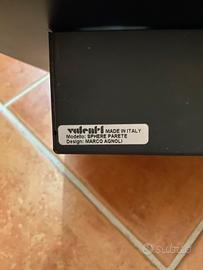 valenti MADE IN ITALY
Modello: SPHERE PARETE
Design: MARCO AGNOLI
subito